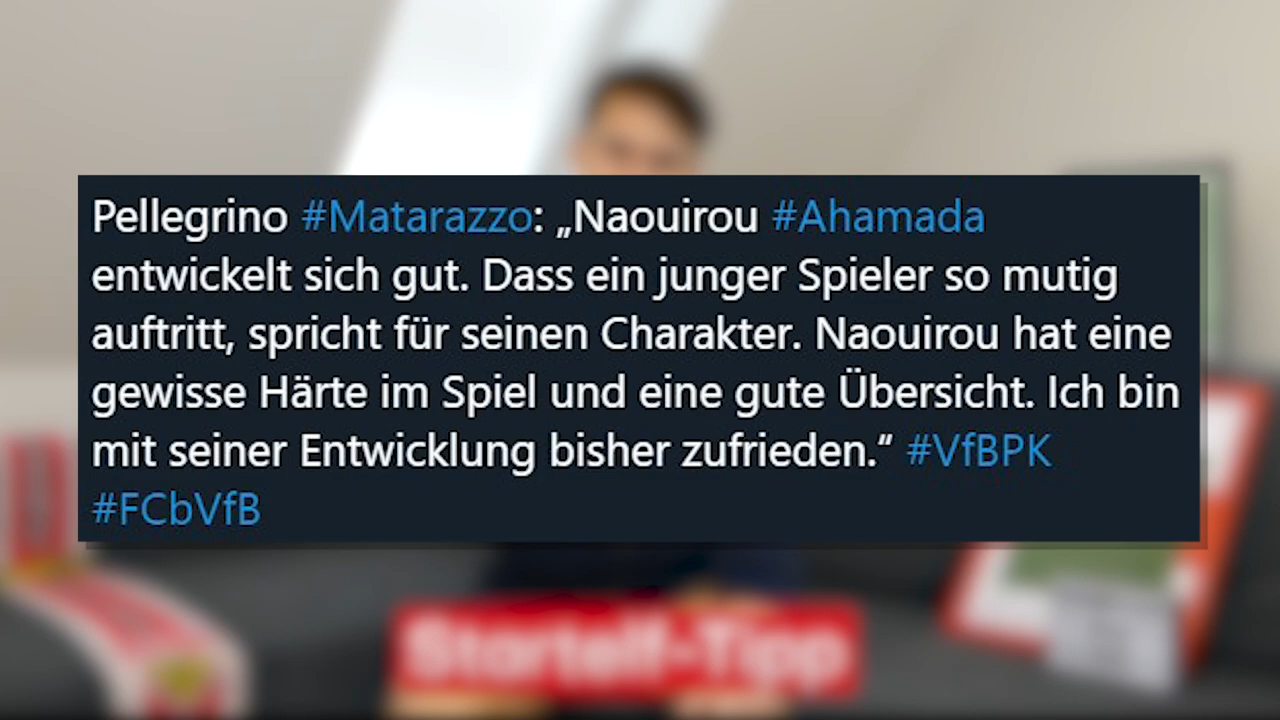 Pellegrino #Matarazzo: „Naouirou #Ahamada
entwickelt sich gut. Dass ein junger Spieler so mutig
auftritt, spricht für seinen Charakter. Naouirou hat eine
gewisse Härte im Spiel und eine gute Übersicht. Ich bin
mit seiner Entwicklung bisher zufrieden.“ #VfBPK
#FCbVfB
Startelf-Tipp